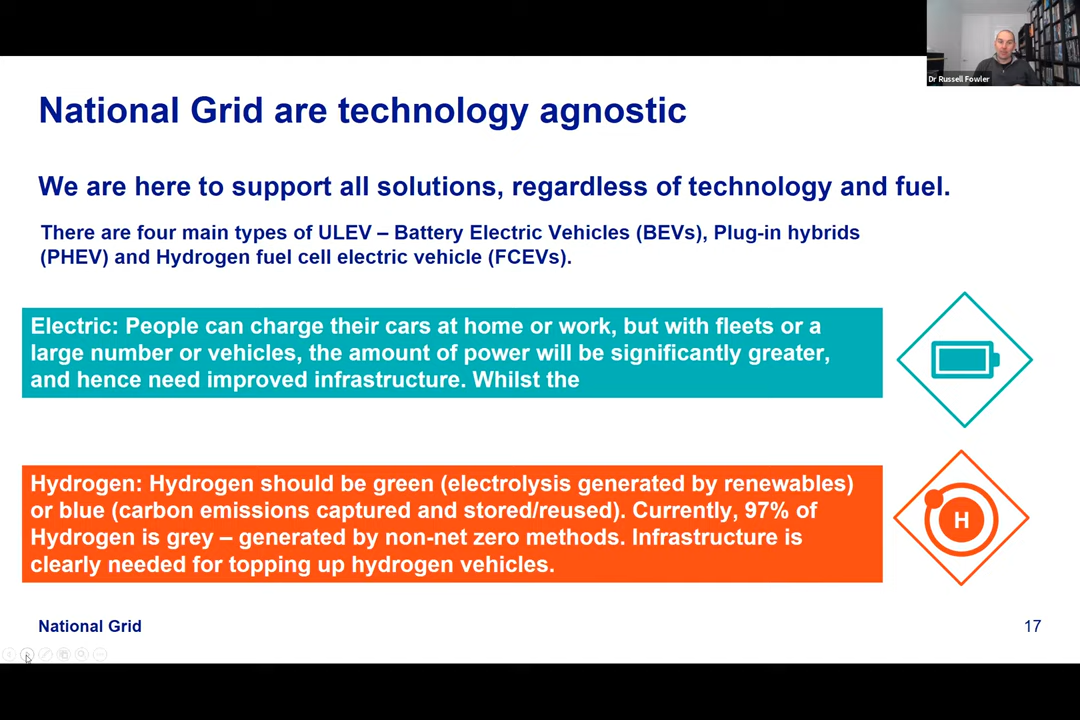 Dr Russell Fowler
National Grid are technology agnostic
We are here to support all solutions, regardless of technology and fuel.
There are four main types of ULEV – Battery Electric Vehicles (BEVs), Plug-in hybrids
(PHEV) and Hydrogen fuel cell electric vehicle (FCEVs).
Electric: People can charge their cars at home or work, but with fleets or a
large number or vehicles, the amount of power will be significantly greater,
and hence need improved infrastructure. Whilst the
Hydrogen: Hydrogen should be green (electrolysis generated by renewables)
or blue (carbon emissions captured and stored/reused). Currently, 97% of
Hydrogen is grey – generated by non-net zero methods. Infrastructure is
clearly needed for topping up hydrogen vehicles.
H
National Grid
17